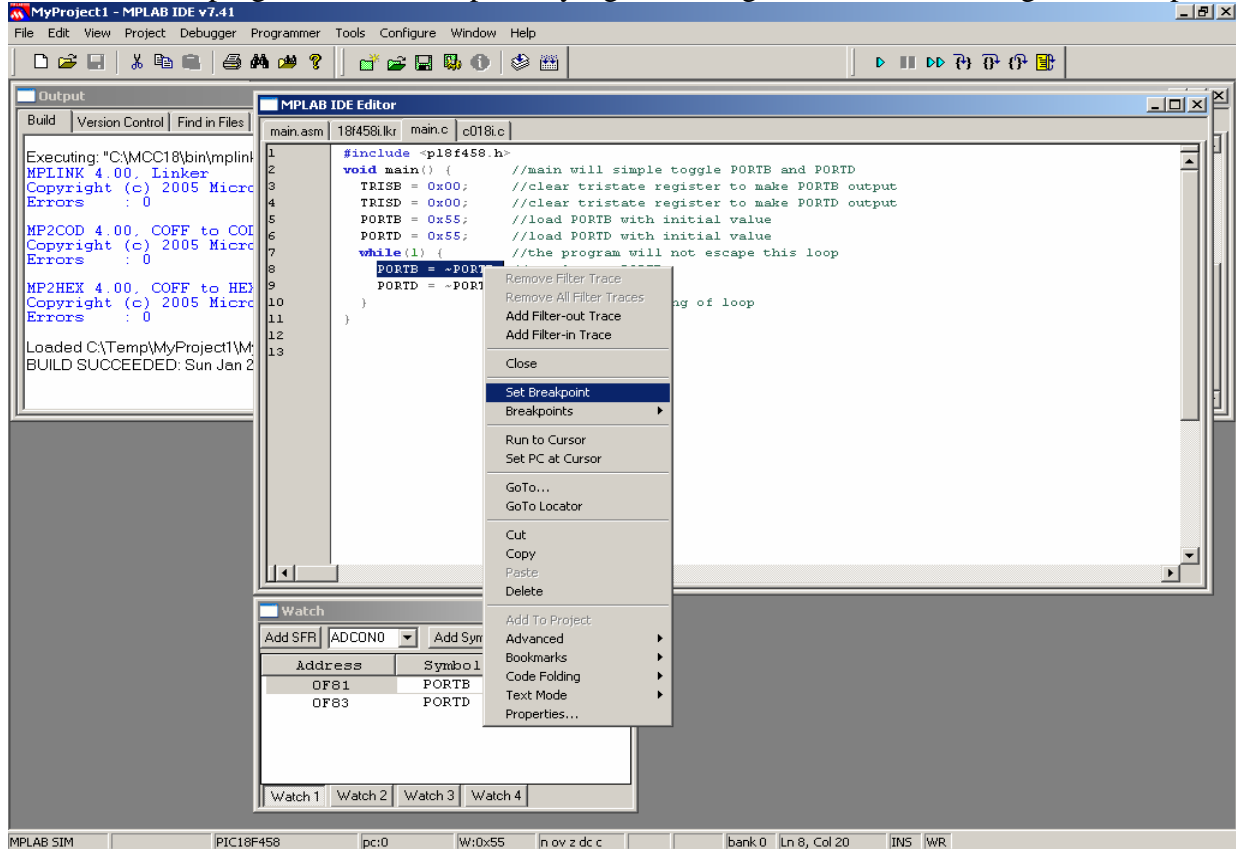 MyProject1 - MPLAB IDE v7.41
File Edit View Project Debugger Programmer Tools Configure Window Help
Output
Build Version Control Find in Files
Executing: "C:\MCC18\bin\mplink
MPLINK 4.00, Linker
Copyright (c) 2005 Micro
Errors : 0
MP2COD 4.00, COFF to COD
Copyright (c) 2005 Micro
Errors : 0
MP2HEX 4.00, COFF to HEX
Copyright (c) 2005 Micro
Errors : 0
Loaded C:\Temp\MyProject1\My
BUILD SUCCEEDED: Sun Jan 2
MPLAB IDE Editor
main.asm 18f458i.lkr main.c c018i.c
1 #include <p18f458.h>
2 void main() { //main will simple toggle PORTB and PORTD
3 TRISB = 0x00; //clear tristate register to make PORTB output
4 TRISD = 0x00; //clear tristate register to make PORTD output
5 PORTB = 0x55; //load PORTB with initial value
6 PORTD = 0x55; //load PORTD with initial value
7 while(1) { //the program will not escape this loop
8 PORTB = ~PORTB
9 PORTD = ~PORT
10 } ng of loop
11 }
12
13
Remove Filter Trace
Remove All Filter Traces
Add Filter-out Trace
Add Filter-in Trace
Close
Set Breakpoint
Breakpoints
Run to Cursor
Set PC at Cursor
GoTo...
GoTo Locator
Cut
Copy
Paste
Delete
Add To Project
Advanced
Bookmarks
Code Folding
Text Mode
Properties...
Watch
Add SFR ADCON0 Add Sym
Address Symbol
0F81 PORTB
0F83 PORTD
Watch 1 Watch 2 Watch 3 Watch 4
MPLAB SIM PIC18F458 pc:0 W:0x55 n ov z dc c bank 0 Ln 8, Col 20 INS WR